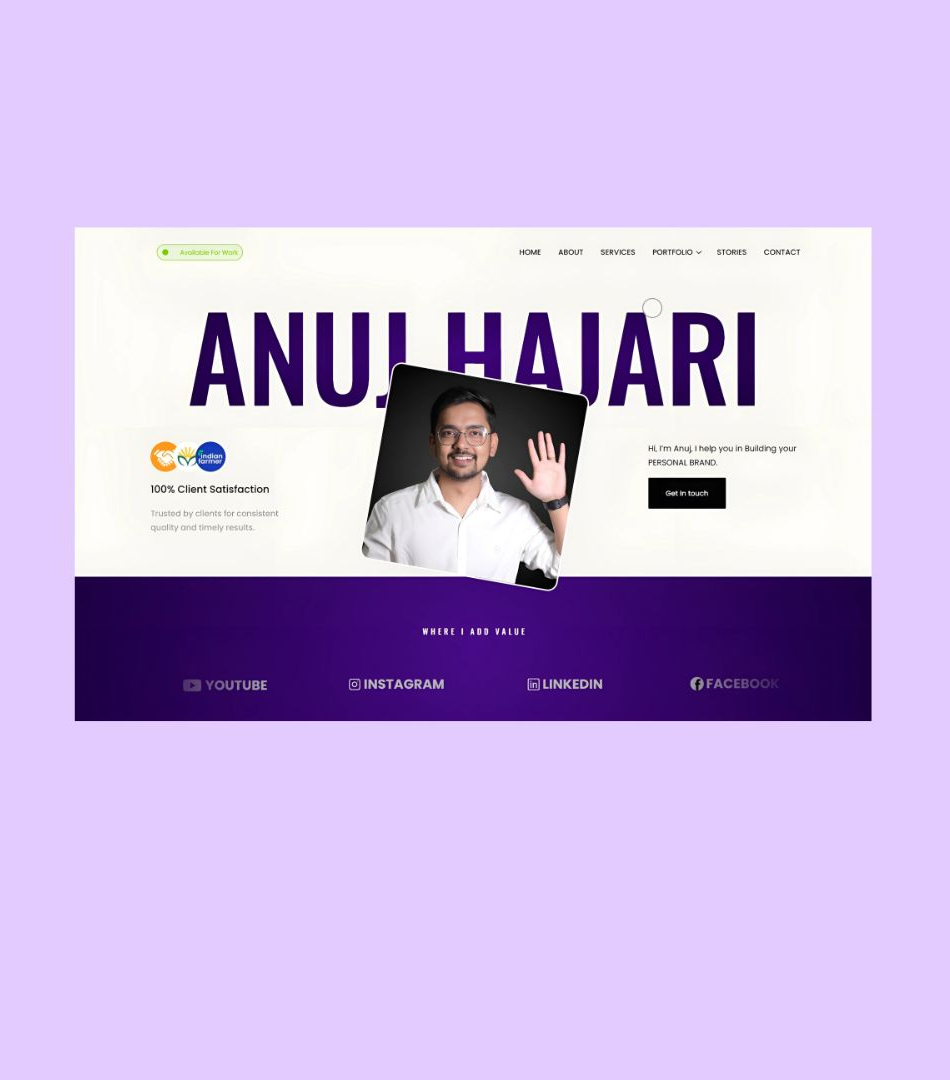 Available For Work
HOME ABOUT SERVICES PORTFOLIO STORIES CONTACT
ANUJ HAJARI
indian
farmer
100% Client Satisfaction
Trusted by clients for consistent
quality and timely results.
Hi, I'm Anuj, I help you in Building your
PERSONAL BRAND.
Get in touch
WHERE I ADD VALUE
YOUTUBE INSTAGRAM LINKEDIN FACEBOOK